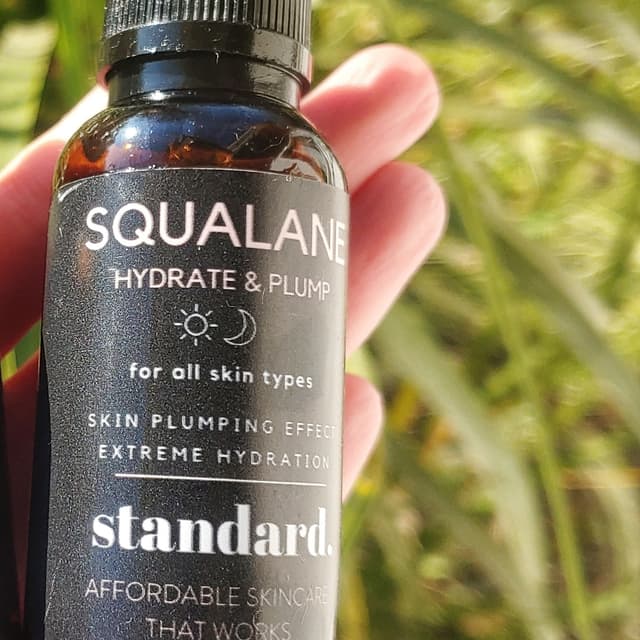 SQUALANE
HYDRATE & PLUMP
for all skin types
SKIN PLUMPING EFFECT
EXTREME HYDRATION
standard.
AFFORDABLE SKINCARE
THAT WORKS